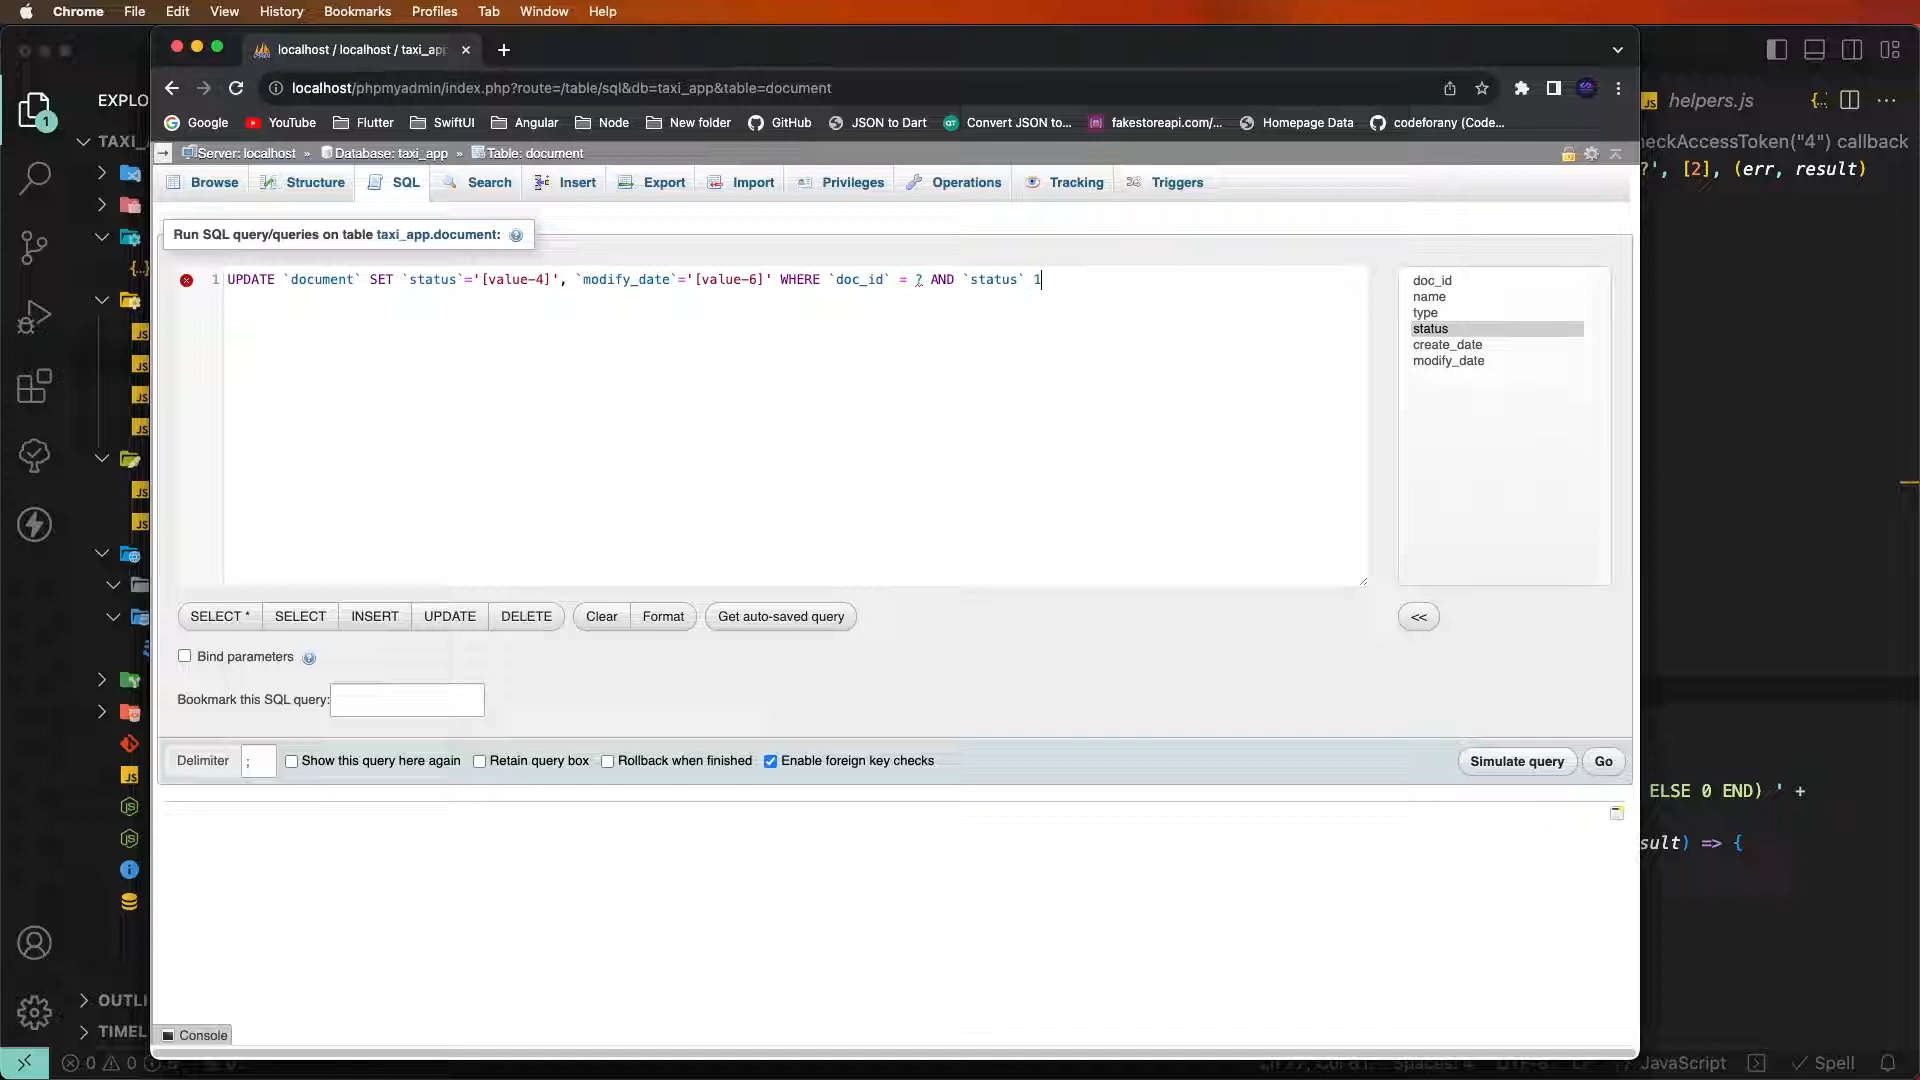 Chrome File Edit View History Bookmarks Profiles Tab Window Help
localhost / localhost / taxi_app
localhost/phpmyadmin/index.php?route=/table/sql&db=taxi_app&table=document
Google YouTube Flutter SwiftUI Angular Node New folder GitHub JSON to Dart Convert JSON to... fakestoreapi.com/... Homepage Data codeforany (Code...
Server: localhost » Database: taxi_app » Table: document
Browse Structure SQL Search Insert Export Import Privileges Operations Tracking Triggers
Run SQL query/queries on table taxi_app.document:
1 UPDATE `document` SET `status`='[value-4]', `modify_date`='[value-6]' WHERE `doc_id` = ? AND `status` 1
doc_id
name
type
status
create_date
modify_date
SELECT * SELECT INSERT UPDATE DELETE Clear Format Get auto-saved query <<
Bind parameters
Bookmark this SQL query:
Delimiter ; Show this query here again Retain query box Rollback when finished Enable foreign key checks Simulate query Go
Console
EXPLO
1
TAXI_
OUTLI
TIMEL
0 0
helpers.js
eckAccessToken("4") callback
?', [2], (err, result)
ELSE 0 END) ' +
sult) => {
JavaScript Spell